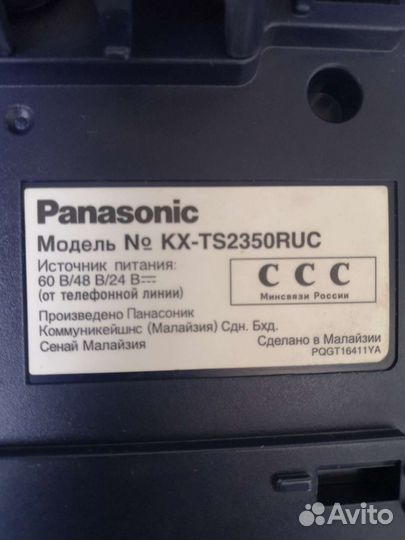 Panasonic
Модель № KX-TS2350RUC
Источник питания:
60 В/48 В/24 В⎓
(от телефонной линии)
ССС
Минсвязи России
Произведено Панасоник
Коммуникейшнс (Малайзия) Сдн. Бхд.
Сенай Малайзия
Сделано в Малайзии
PQGT16411YA
Avito